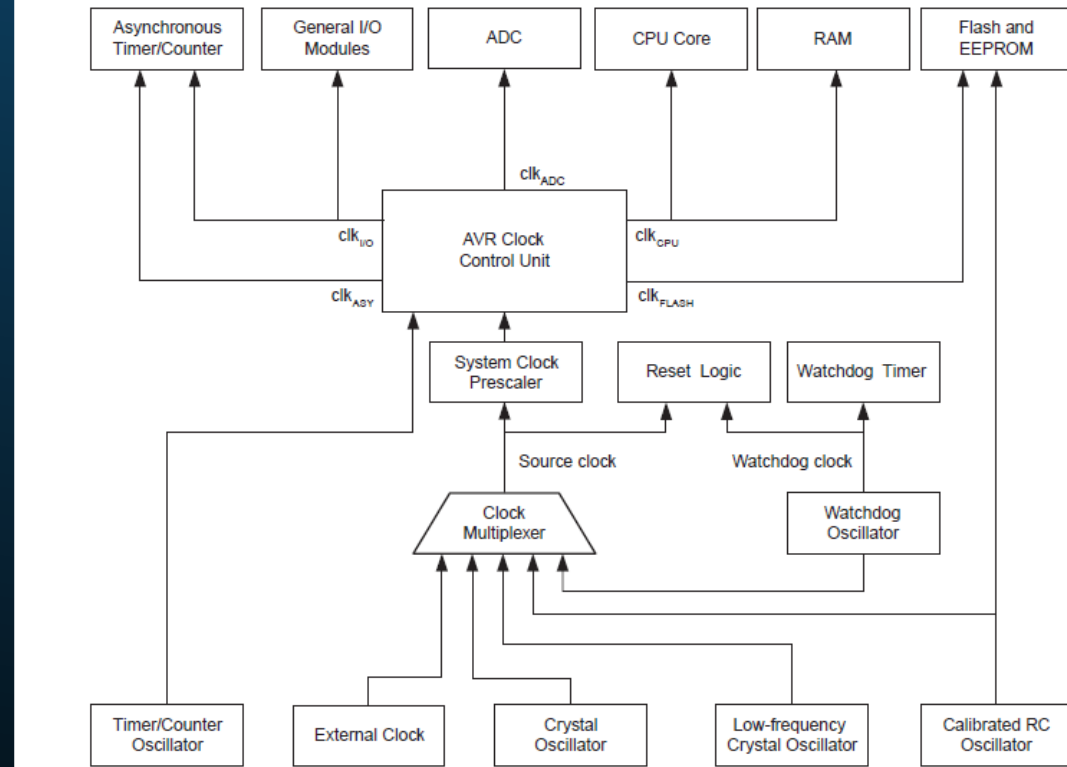 Asynchronous
Timer/Counter
General I/O
Modules
ADC
CPU Core
RAM
Flash and
EEPROM
clkADC
clkI/O
AVR Clock
Control Unit
clkCPU
clkASY
clkFLASH
System Clock
Prescaler
Reset Logic
Watchdog Timer
Source clock
Watchdog clock
Clock
Multiplexer
Watchdog
Oscillator
Timer/Counter
Oscillator
External Clock
Crystal
Oscillator
Low-frequency
Crystal Oscillator
Calibrated RC
Oscillator